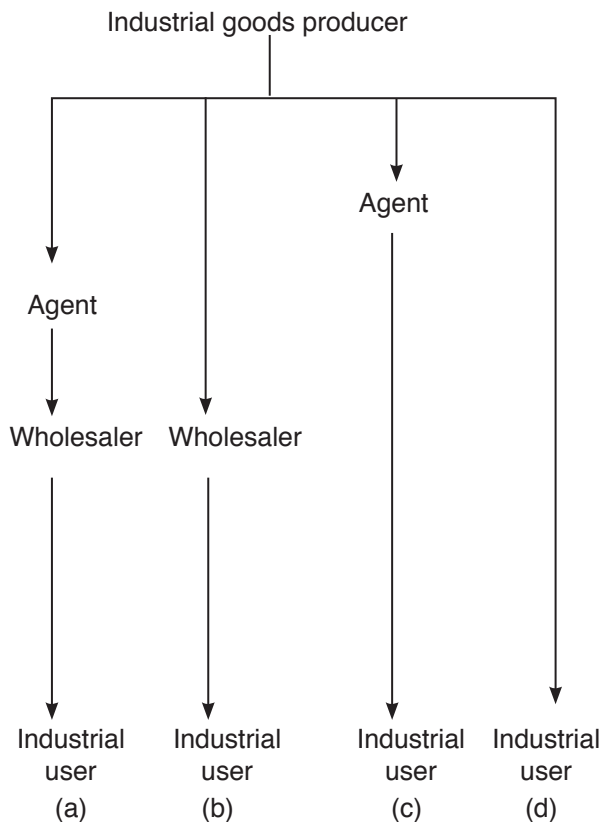 Industrial goods producer
Agent
Agent
Wholesaler Wholesaler
Industrial Industrial Industrial Industrial
user user user user
(a) (b) (c) (d)